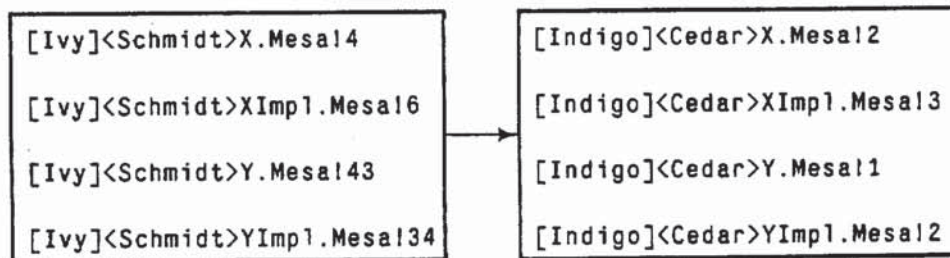 [Ivy]<Schmidt>X.Mesa!4
[Ivy]<Schmidt>XImpl.Mesa!6
[Ivy]<Schmidt>Y.Mesa!43
[Ivy]<Schmidt>YImpl.Mesa!34
[Indigo]<Cedar>X.Mesa!2
[Indigo]<Cedar>XImpl.Mesa!3
[Indigo]<Cedar>Y.Mesa!1
[Indigo]<Cedar>YImpl.Mesa!2